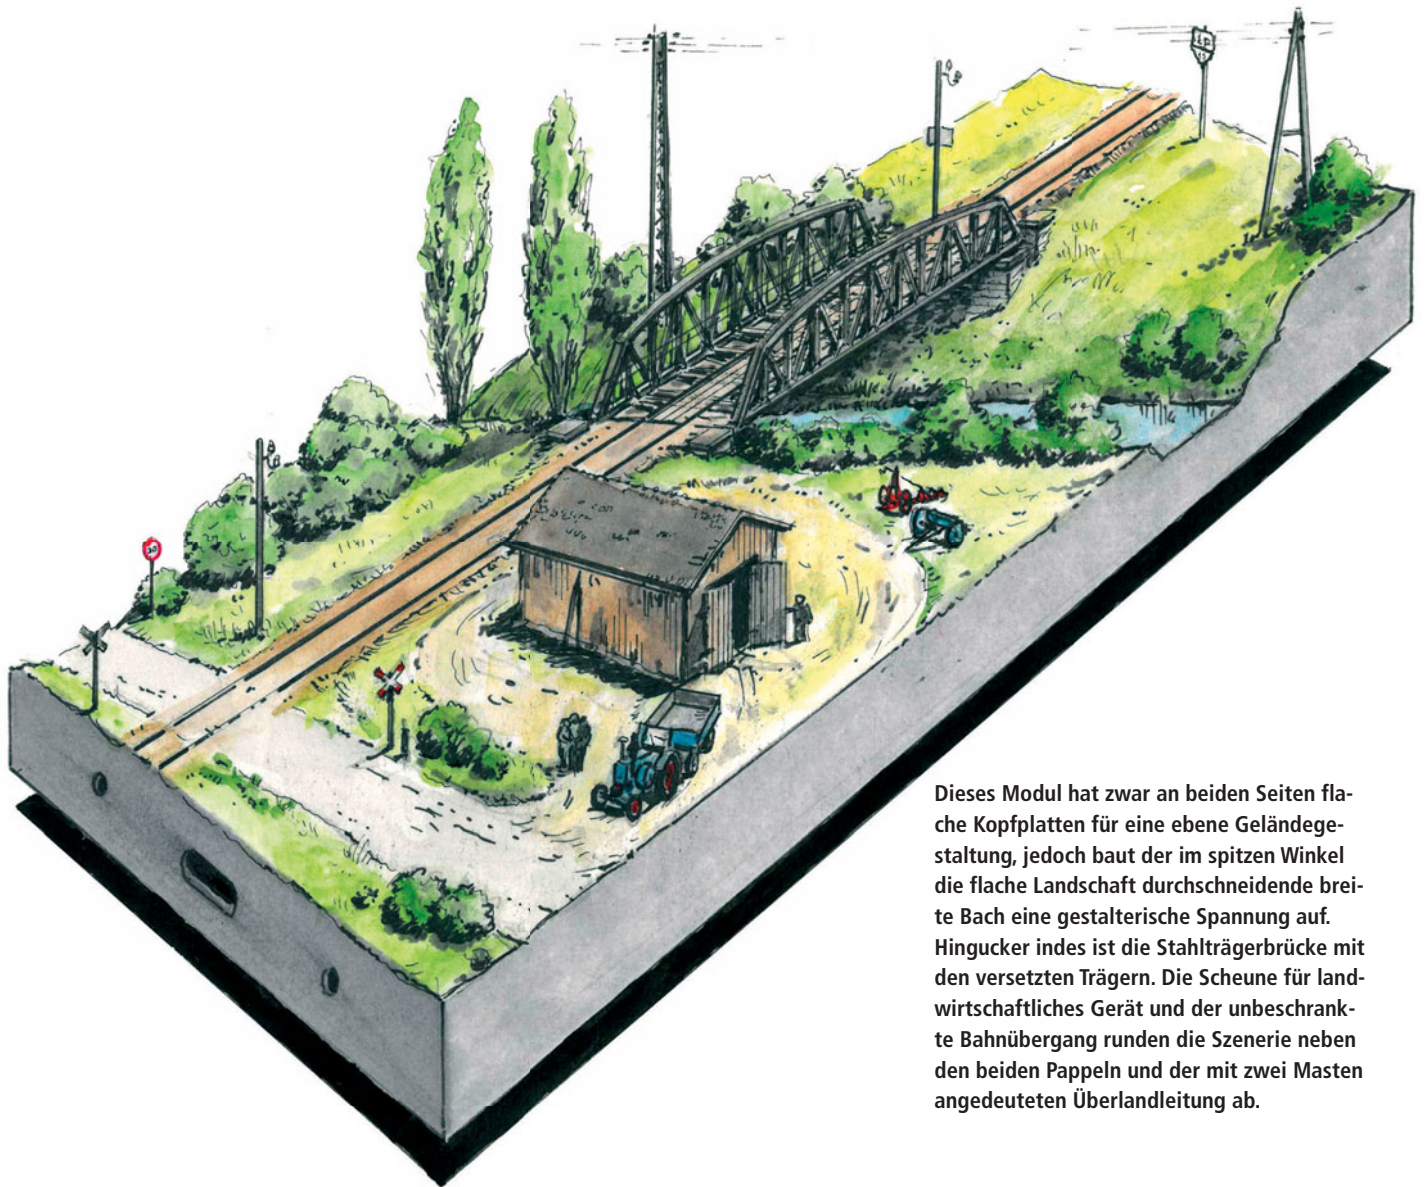 Dieses Modul hat zwar an beiden Seiten fla-
che Kopfplatten für eine ebene Geländege-
staltung, jedoch baut der im spitzen Winkel
die flache Landschaft durchschneidende brei-
te Bach eine gestalterische Spannung auf.
Hingucker indes ist die Stahlträgerbrücke mit
den versetzten Trägern. Die Scheune für land-
wirtschaftliches Gerät und der unbeschrank-
te Bahnübergang runden die Szenerie neben
den beiden Pappeln und der mit zwei Masten
angedeuteten Überlandleitung ab.